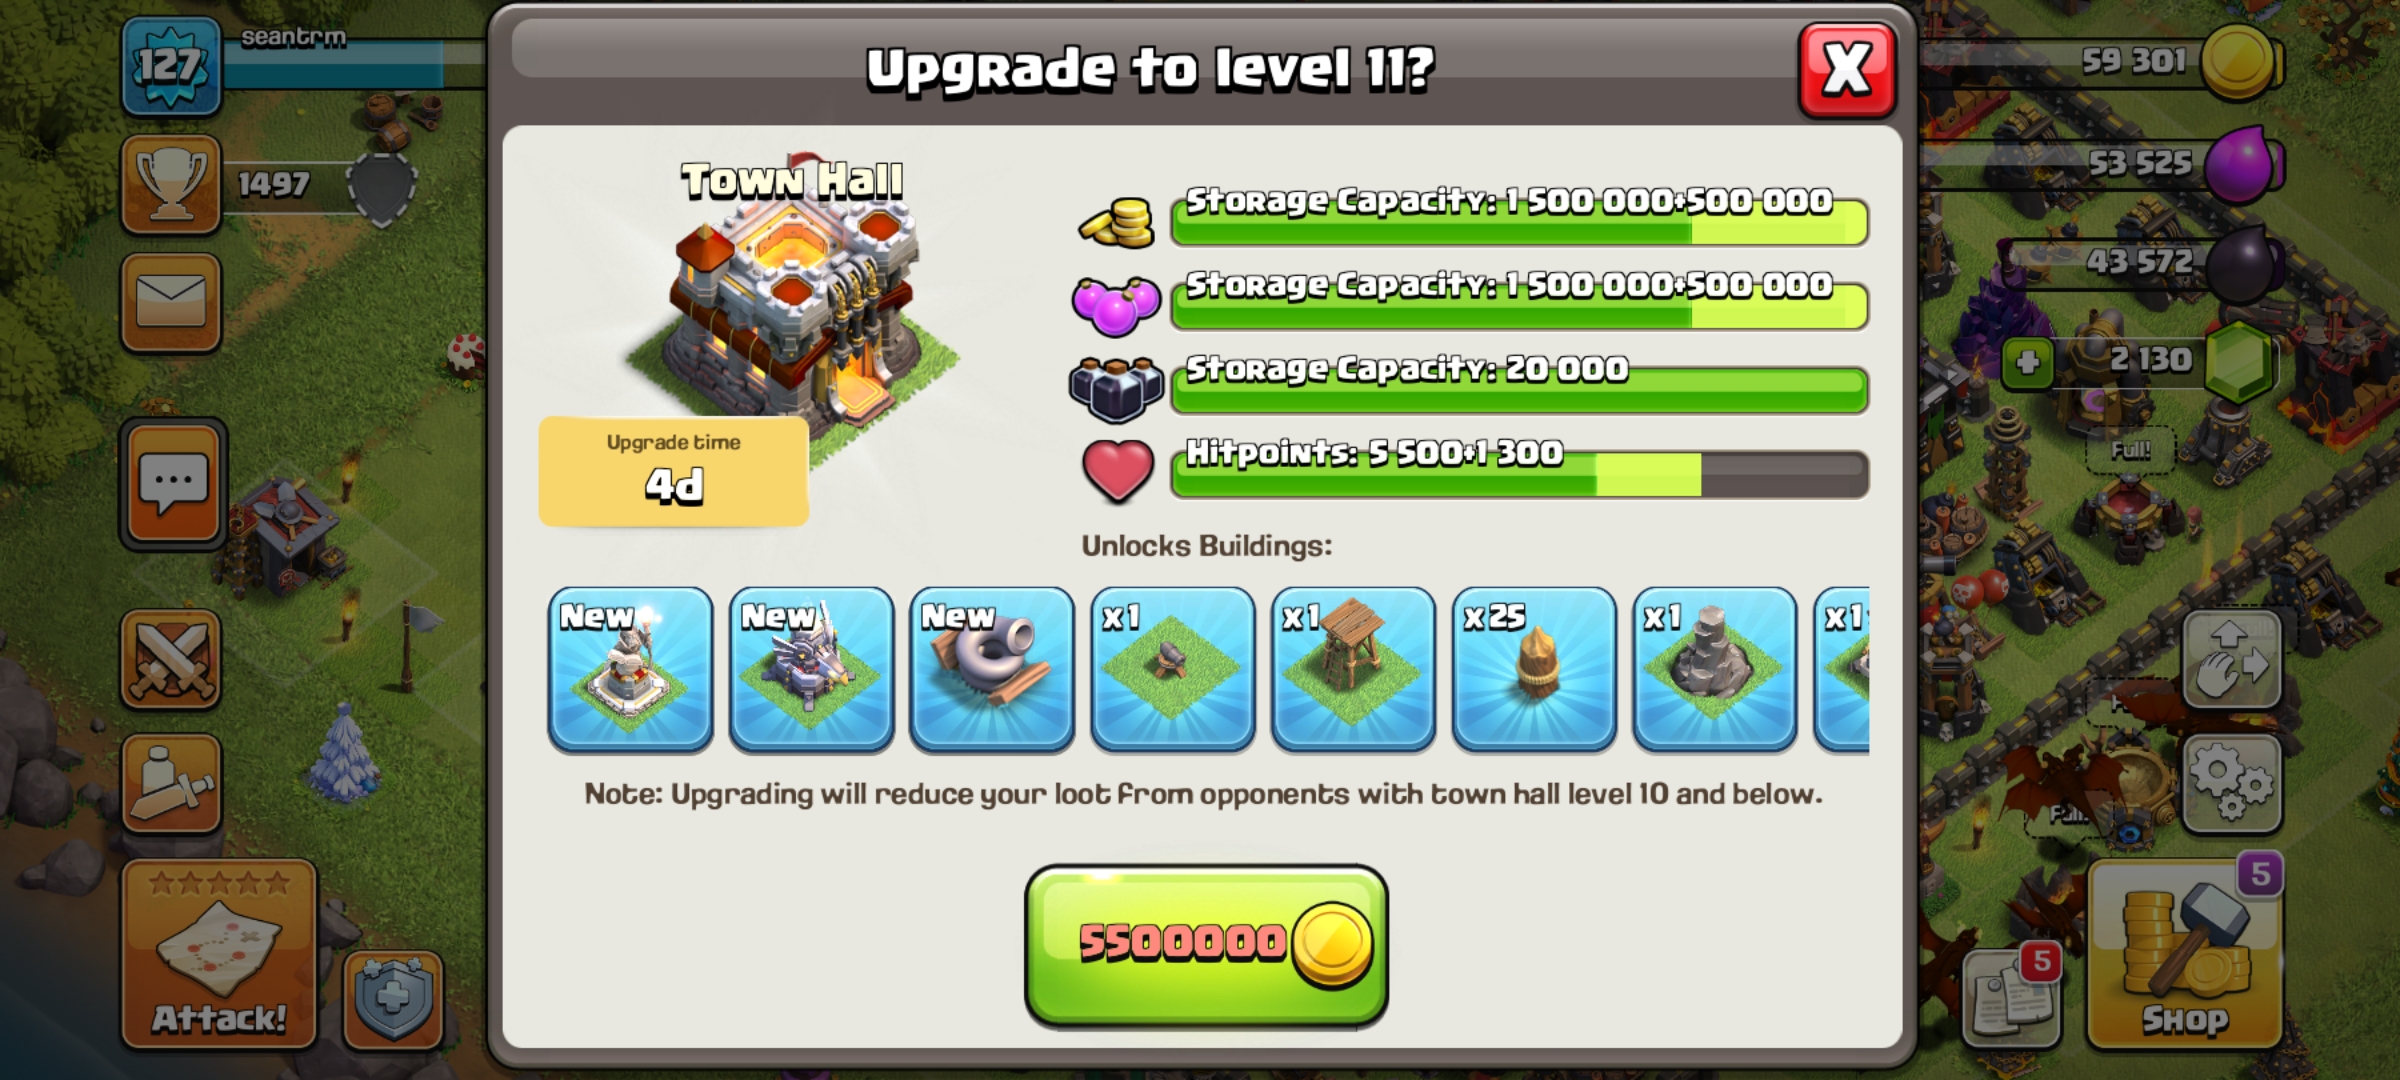 Upgrade to level 11?
X
127
seantrm
1497
59 301
53 525
43 572
2 130
Full!
Town Hall
Upgrade time
4d
Storage Capacity: 1 500 000+500 000
Storage Capacity: 1 500 000+500 000
Storage Capacity: 20 000
Hitpoints: 5 500+1 300
Unlocks Buildings:
New
New
New
x1
x1
x25
x1
x1
Note: Upgrading will reduce your loot from opponents with town hall level 10 and below.
5500000
Attack!
5
5
Shop